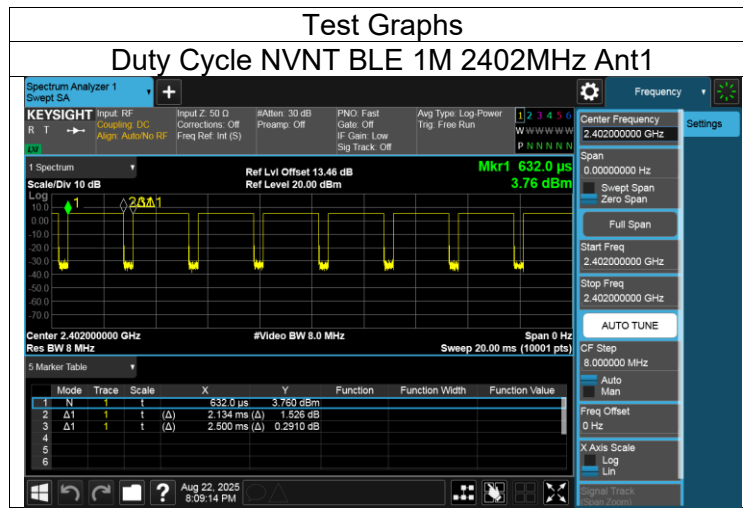 Test Graphs
Duty Cycle NVNT BLE 1M 2402MHz Ant1
Spectrum Analyzer 1
Swept SA
+
Frequency
KEYSIGHT
R T
LXI
Input: RF
Coupling: DC
Align: Auto/No RF
Input Z: 50 Ω
Corrections: Off
Freq Ref: Int (S)
#Atten: 30 dB
Preamp: Off
PNO: Fast
Gate: Off
IF Gain: Low
Sig Track: Off
Avg Type: Log-Power
Trig: Free Run
1 2 3 4 5 6
W W W W W W
P N N N N N
1 Spectrum
Scale/Div 10 dB
Ref Lvl Offset 13.46 dB
Ref Level 20.00 dBm
Mkr1 632.0 µs
3.76 dBm
Log
10.0
0.00
-10.0
-20.0
-30.0
-40.0
-50.0
-60.0
-70.0
1
Center 2.402000000 GHz
Res BW 8 MHz
#Video BW 8.0 MHz
Span 0 Hz
Sweep 20.00 ms (10001 pts)
5 Marker Table
Mode Trace Scale X Y Function Function Width Function Value
1 N 1 t 632.0 µs 3.760 dBm
2 Δ1 1 t (Δ) 2.134 ms (Δ) 1.526 dB
3 Δ1 1 t (Δ) 2.500 ms (Δ) 0.2910 dB
4
5
6
?
Aug 22, 2025
8:09:14 PM
Center Frequency
2.402000000 GHz
Settings
Span
0.00000000 Hz
Swept Span
Zero Span
Full Span
Start Freq
2.402000000 GHz
Stop Freq
2.402000000 GHz
AUTO TUNE
CF Step
8.000000 MHz
Auto
Man
Freq Offset
0 Hz
X Axis Scale
Log
Lin
Signal Track
(Span Zoom)